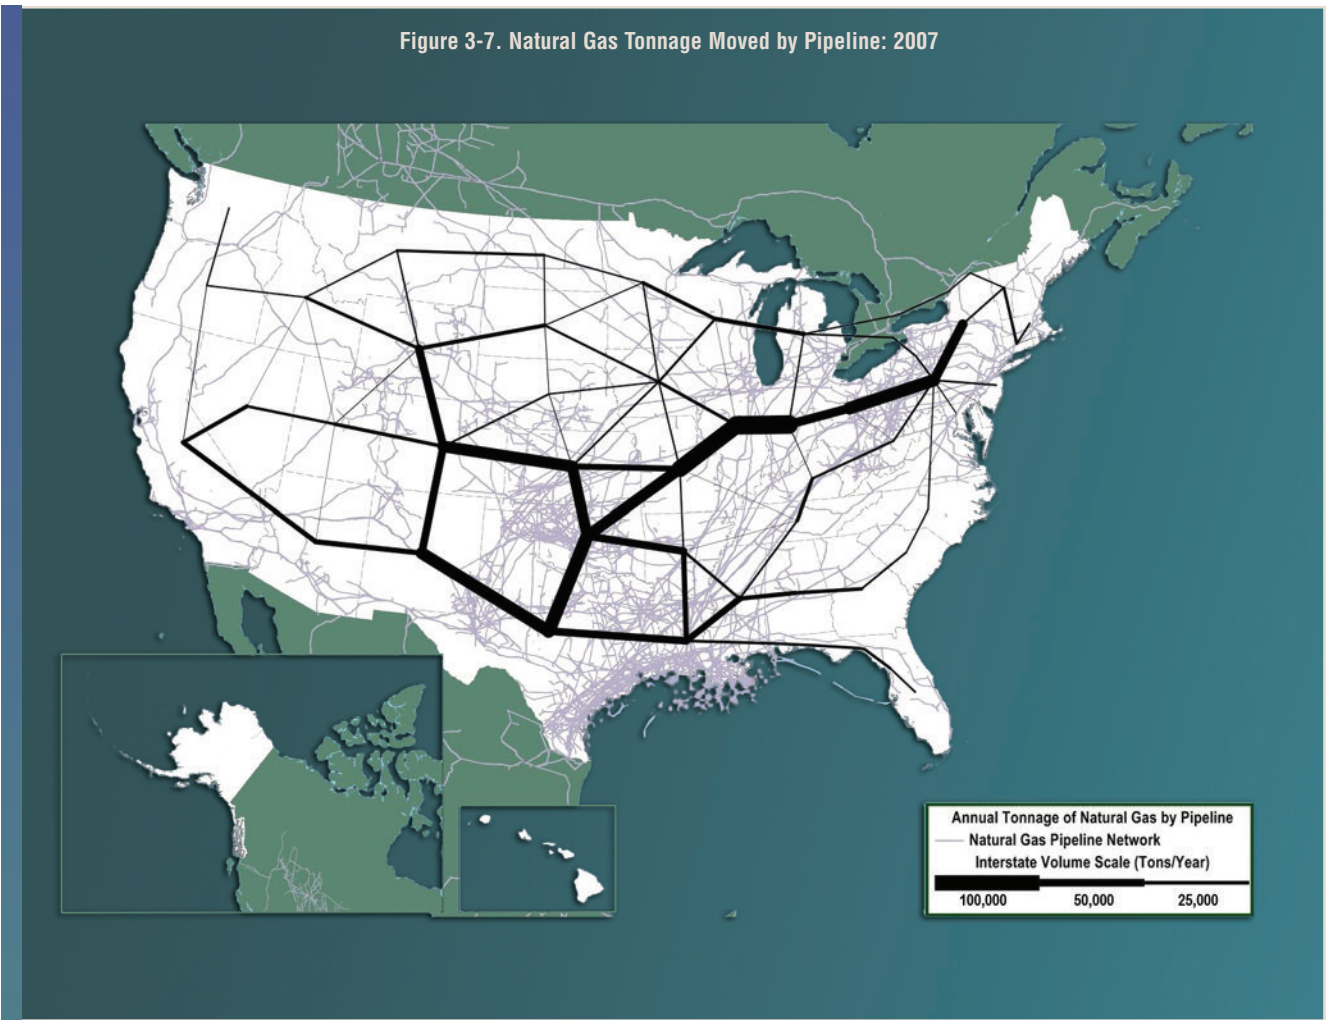 Figure 3-7. Natural Gas Tonnage Moved by Pipeline: 2007
Annual Tonnage of Natural Gas by Pipeline
Natural Gas Pipeline Network
Interstate Volume Scale (Tons/Year)
100,000 50,000 25,000